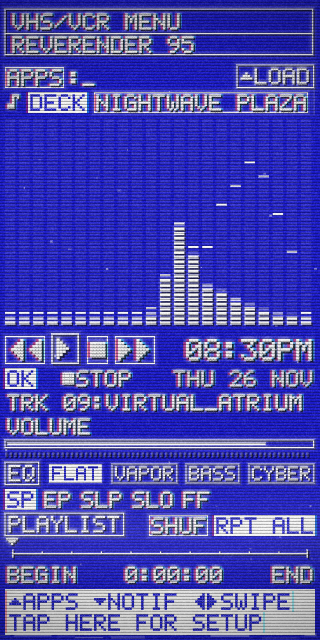 VHS/VCR MENU
REVERENDER 95
APPS:_ LOAD
DECK NIGHTWAVE PLAZA
08:30PM
OK STOP THU 26 NOV
TRK 09:VIRTUAL_ATRIUM
VOLUME
EQ FLAT VAPOR BASS CYBER
SP EP SLP SLO FF
PLAYLIST SHUF RPT ALL
BEGIN 0:00:00 END
APPS NOTIF SWIPE
TAP HERE FOR SETUP